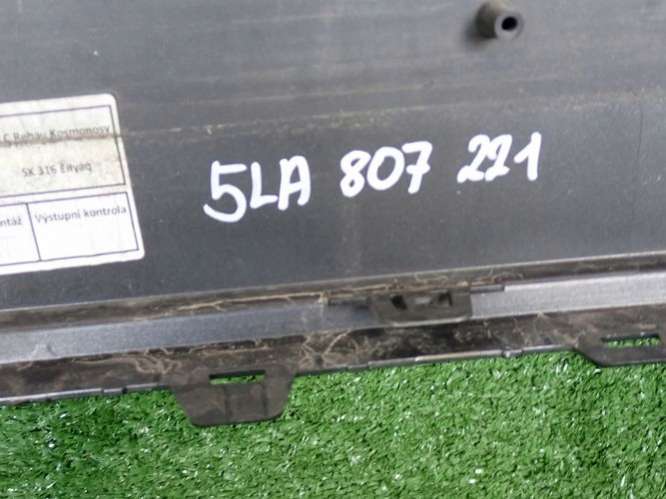 Rehau Kosmonosy
SK 316 Enyaq
ntáž
Výstupní kontrola
5LA 807 221